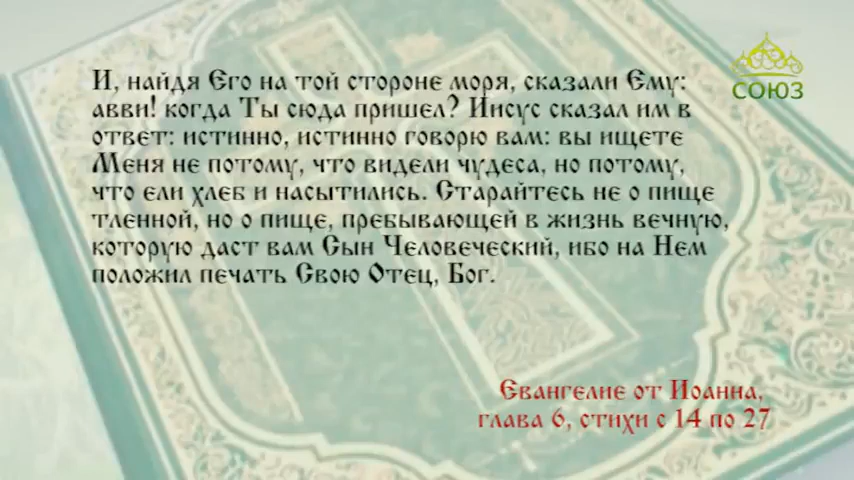 И, найдя Его на той стороне моря, сказали Ему:
авви! когда Ты сюда пришел? Иисус сказал им в
ответ: истинно, истинно говорю вам: вы ищете
Меня не потому, что видели чудеса, но потому,
что ели хлеб и насытились. Старайтесь не о пище
тленной, но о пище, пребывающей в жизнь вечную,
которую даст вам Сын Человеческий, ибо на Нем
положил печать Свою Отец, Бог.
Евангелие от Иоанна,
глава 6, стихи с 14 по 27
СОЮЗ